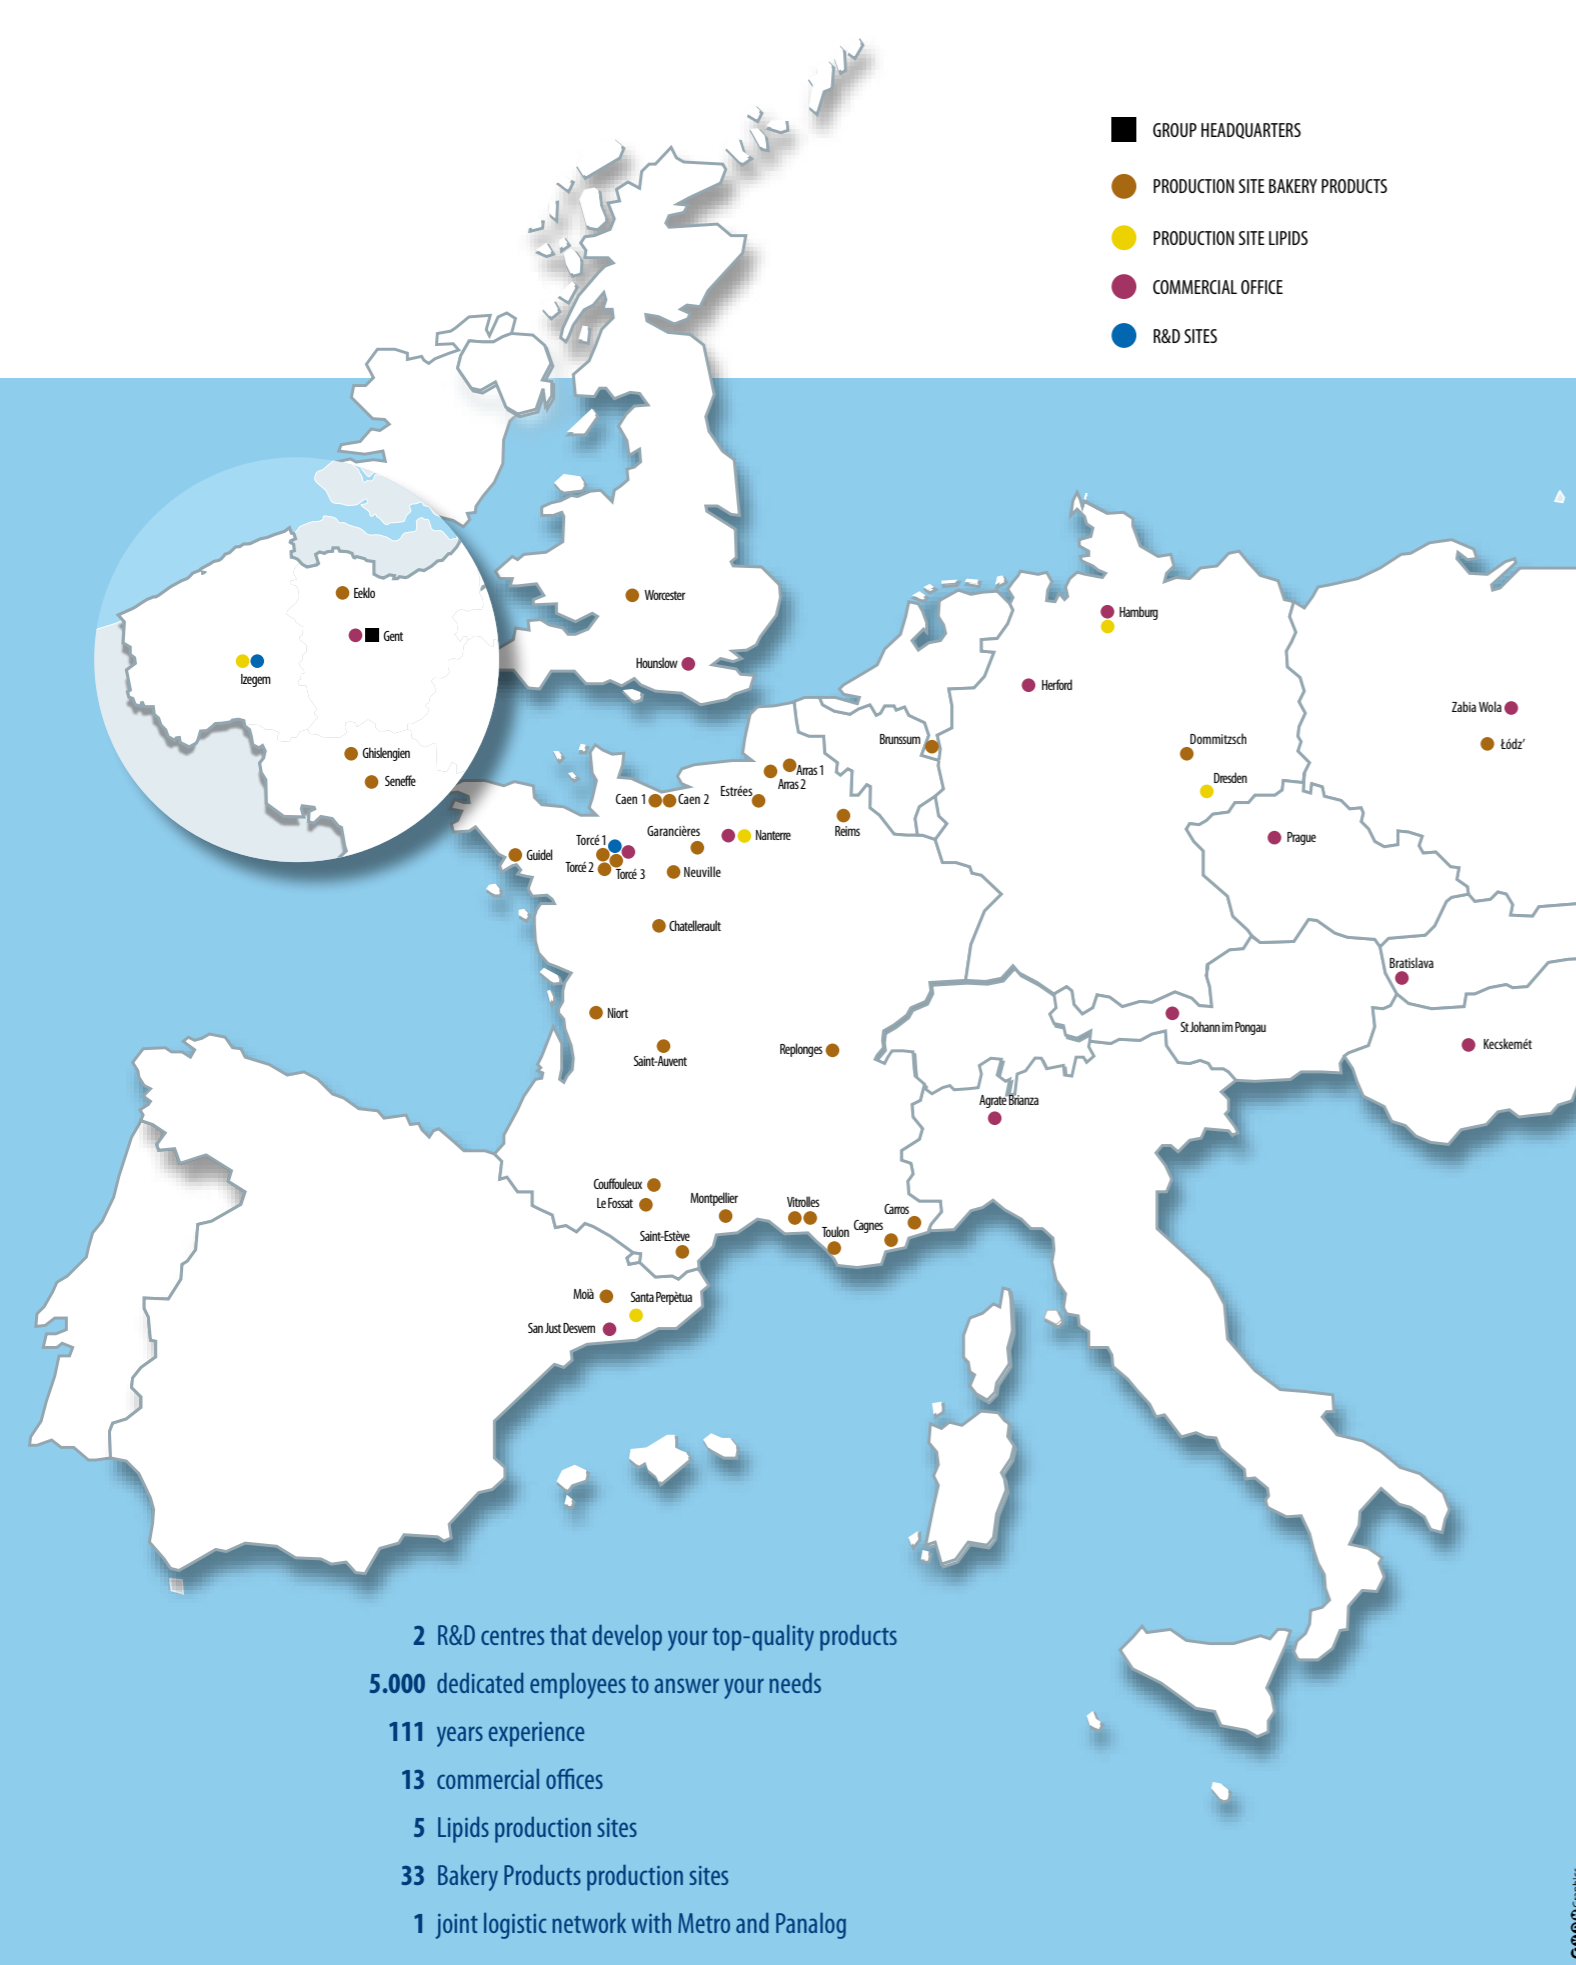 GROUP HEADQUARTERS
PRODUCTION SITE BAKERY PRODUCTS
PRODUCTION SITE LIPIDS
COMMERCIAL OFFICE
R&D SITES
Eeklo
Gent
Izegem
Ghislengien
Seneffe
Worcester
Hounslow
Hamburg
Herford
Zabia Wola
Łódz’
Brunssum
Dommitzsch
Dresden
Prague
Arras 1
Arras 2
Estrées
Caen 1
Caen 2
Reims
Garancières
Nanterre
Torcé 1
Torcé 2
Torcé 3
Guidel
Neuville
Chatellerault
Bratislava
Niort
St Johann im Pongau
Kecskemét
Saint-Auvent
Replonges
Agrate Brianza
Couffouleux
Le Fossat
Montpellier
Vitrolles
Carros
Cagnes
Toulon
Saint-Estève
Moià
Santa Perpètua
San Just Desvern
2 R&D centres that develop your top-quality products
5.000 dedicated employees to answer your needs
111 years experience
13 commercial offices
5 Lipids production sites
33 Bakery Products production sites
1 joint logistic network with Metro and Panalog